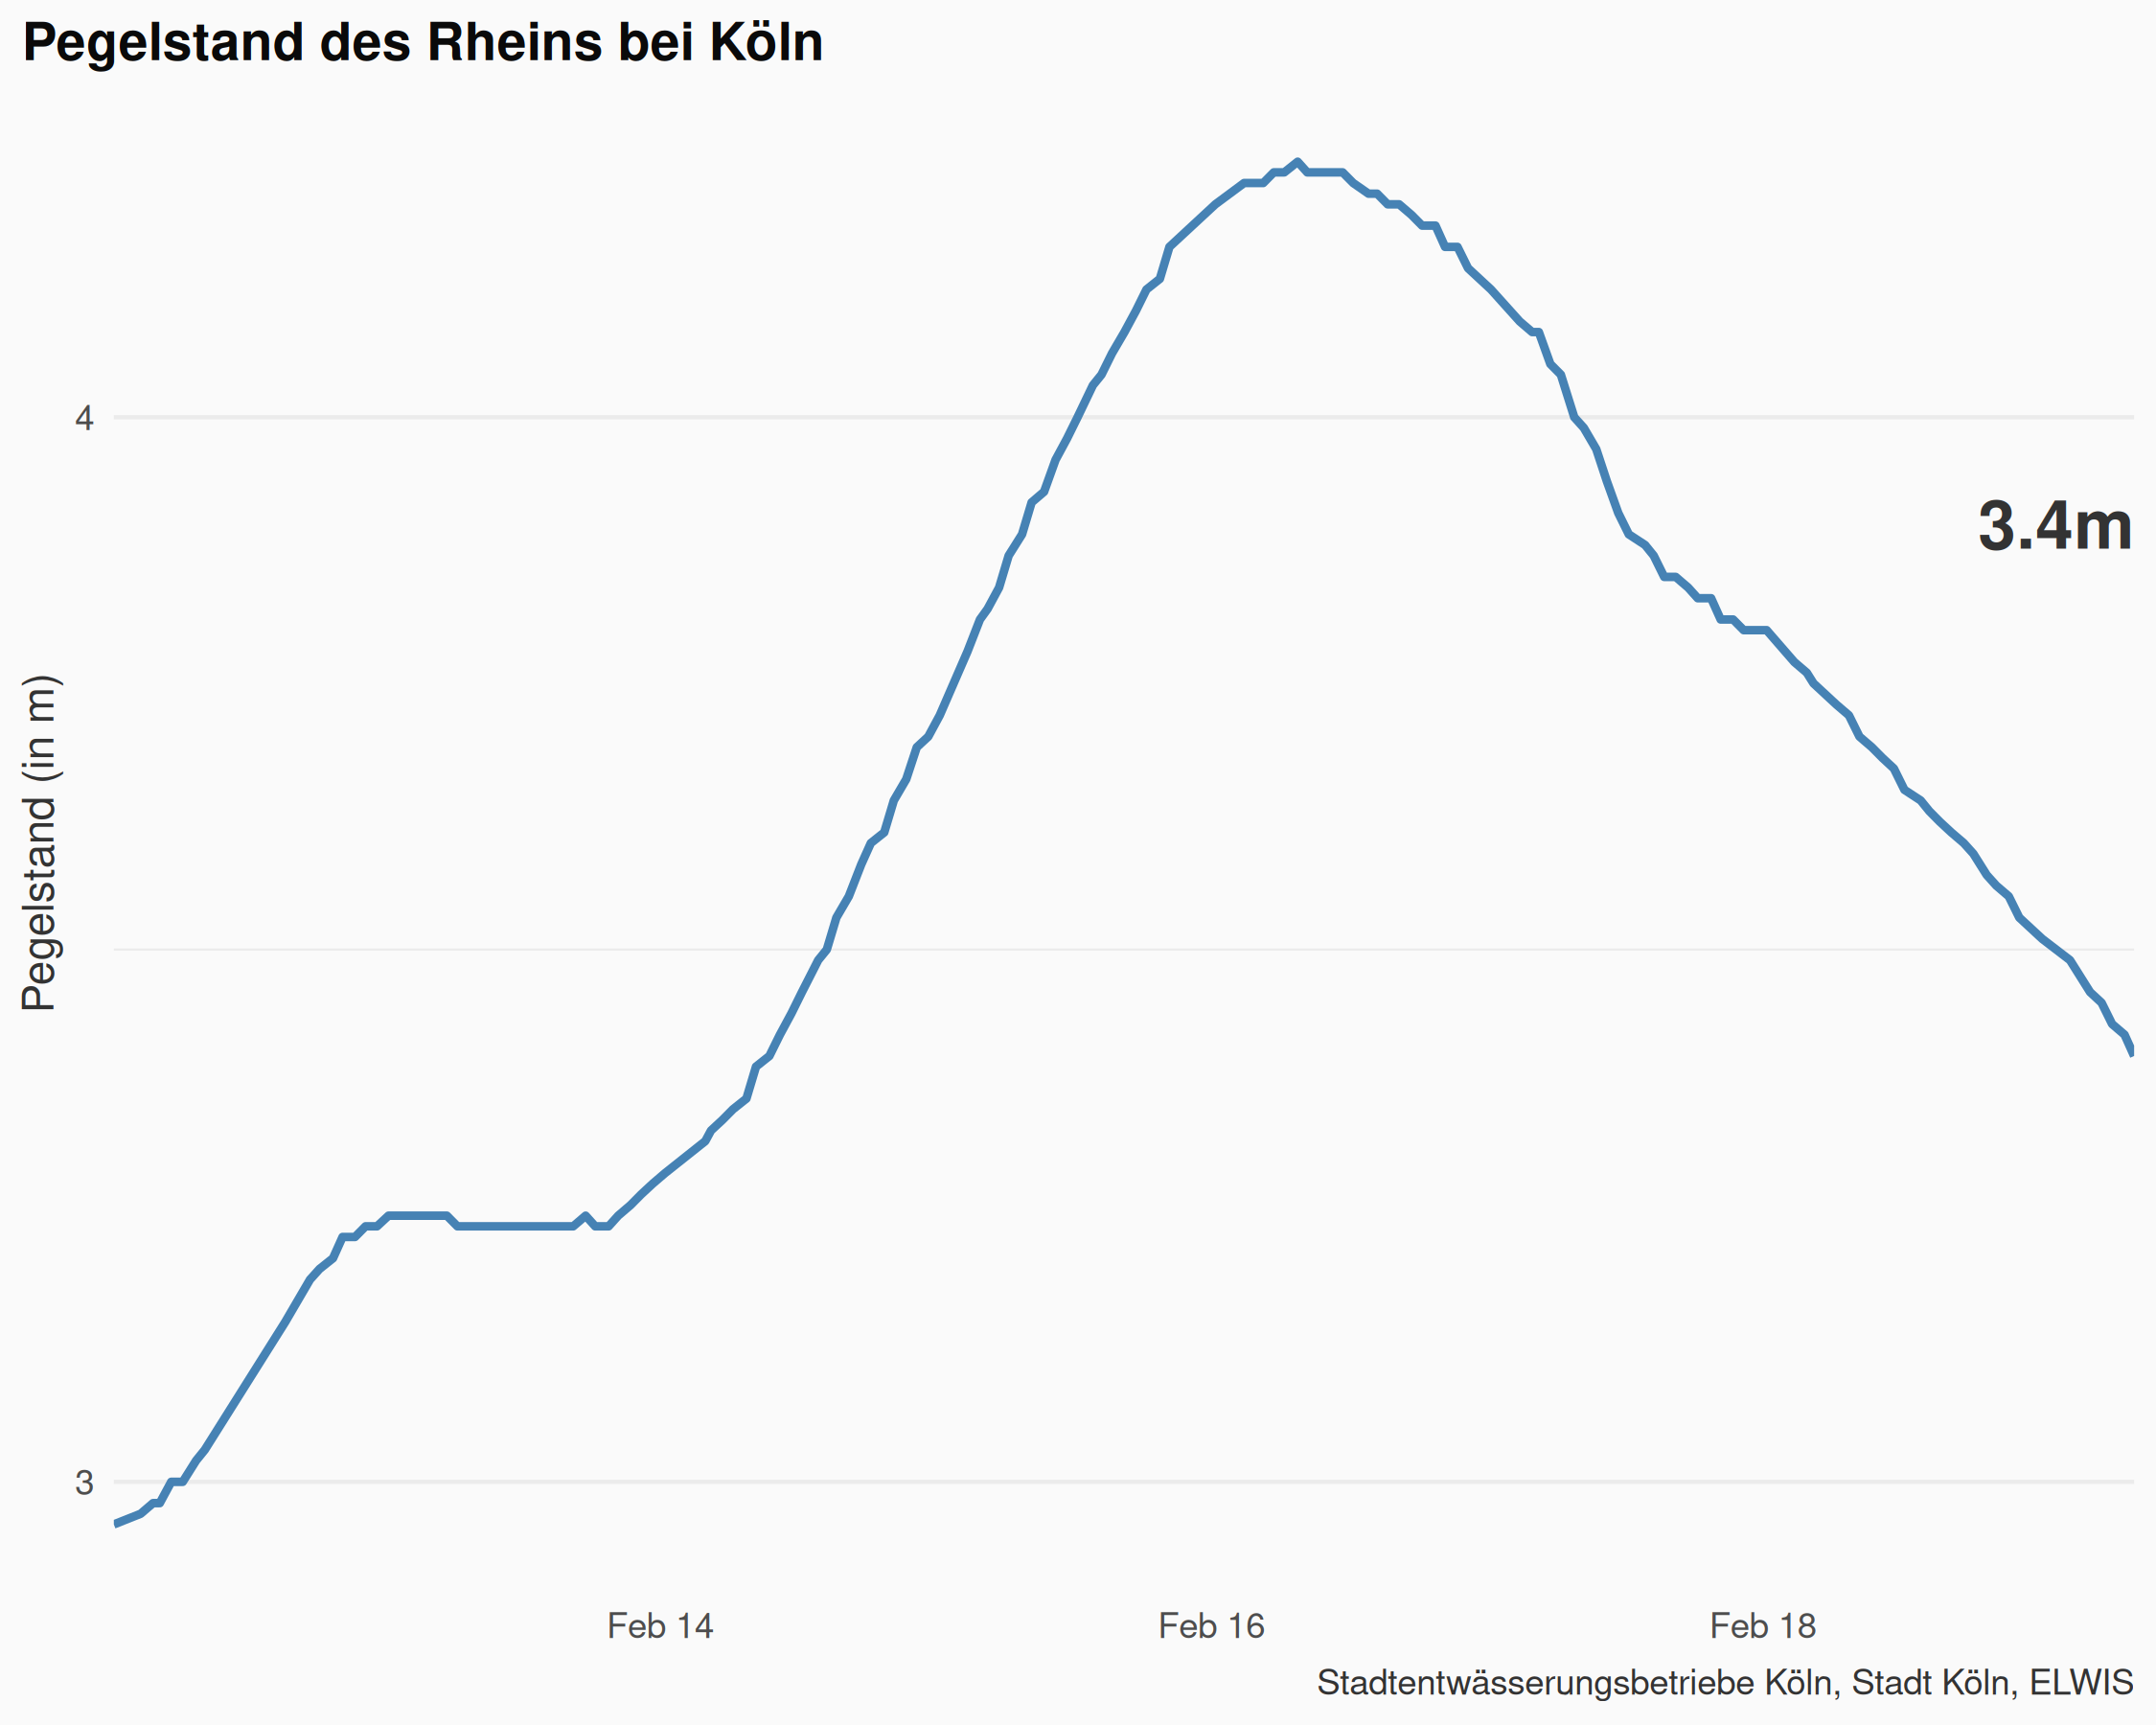 Pegelstand des Rheins bei Köln
4
3.4m
Pegelstand (in m)
3
Feb 14 Feb 16 Feb 18
Stadtentwässerungsbetriebe Köln, Stadt Köln, ELWIS